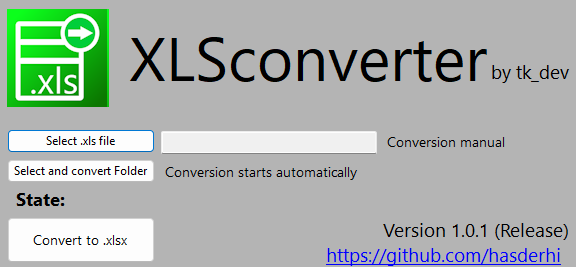 .xls
XLSconverter by tk_dev
Select .xls file
Conversion manual
Select and convert Folder
Conversion starts automatically
State:
Convert to .xlsx
Version 1.0.1 (Release)
https://github.com/hasderhi